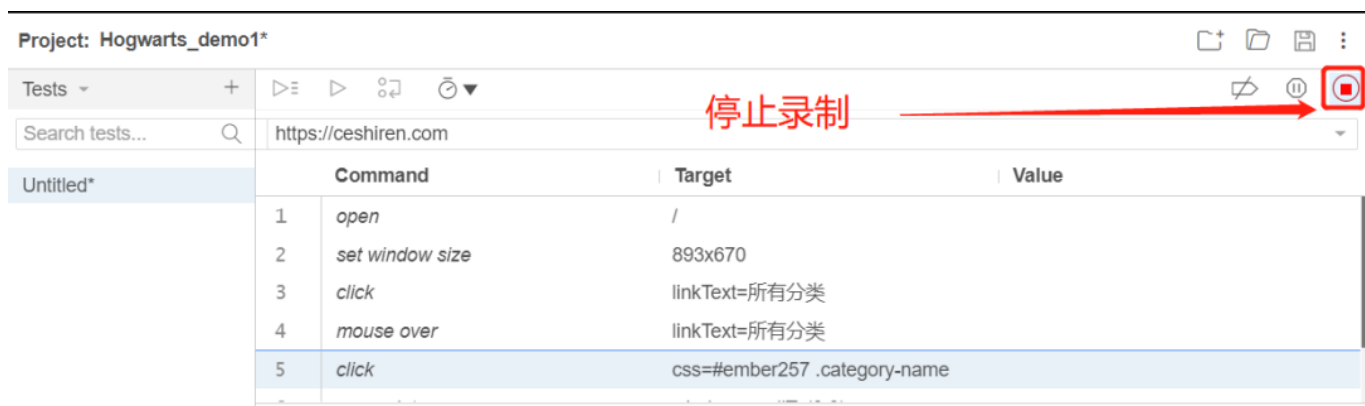 Project: Hogwarts_demo1*
Tests
Search tests...
https://ceshiren.com
停止录制
Untitled*
Command Target Value
1 open /
2 set window size 893x670
3 click linkText=所有分类
4 mouse over linkText=所有分类
5 click css=#ember257 .category-name